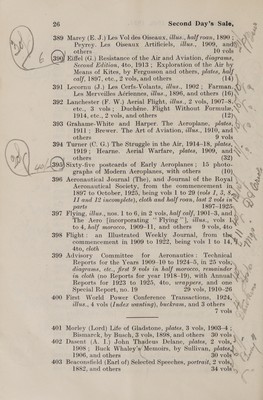 26 Second Day's Sale,
389 Marey (E. J.) Les Vol des Oiseaux, illus., half roan, 1890 ;
Peyrey. Les Oiseaux Artificiels, illus., 1909, and
others 10 vols
390 Eiffel (G.) Resistance of the Air and Aviation, diagrams,
Second Edition, 4to, 1913 ; Exploration of the Air by
Means of Kites, by Fergusson and others, plates, half
calf, 1897, etc., 2 vols, and others (14)
391 Lecornu (J.) Les Cerfs-Volants, illus., 1902 ; Farman.
Les Merveilles Aériennes, illus., 1896, and others (16)
392 Lanchester (F. W.) Aerial Flight, illus., 2 vols, 1907-8,
etc., 3 vols ; Duchêne. Flight Without Formulæ,
1914, etc., 2 vols, and others (12)
393 Grahame-White and Harper. The Aeroplane, plates,
1911 ; Brewer. The Art of Aviation, illus., 1910, and
others 9 vols
394 Turner (C. G.) The Struggle in the Air, 1914-18, plates,
1919 ; Hearne. Aerial Warfare, plates, 1909, and
others (32)
395 Sixty-five postcards of Early Aeroplanes ; 15 photo-
graphs of Modern Aeroplanes, with others (10)
396 Aeronautical Journal (The), and Journal of the Royal
Aeronautical Society, from the commencement in
1897 to October, 1925, being vols 1 to 29 (vols 1, 3, 8,
11 and 12 incomplete), cloth and half roan, last 2 vols in
parts 1897-1925
397 Flying, illus., nos. 1 to 6, in 2 vols, half calf, 1901-3, and
The Aero [incorporating " Flying "], illus., vols 1
to 4, half morocco, 1909-11, and others 9 vols, 4to
398 Flight : an Illustrated Weekly Journal, from the
commencement in 1909 to 1922, being vols 1 to 14,
4to, cloth
399 Advisory Committee for Aeronautics : Technical
Reports for the Years 1909-10 to 1924-5, in 25 vols,
diagrams, etc., first 9 vols in half morocco, remainder
in cloth (no Reports for year 1918-19), with Annual
Reports for 1923 to 1925, 4to, wrappers, and one
Special Report, no. 19 29 vols, 1910-26
400 First World Power Conference Transactions, 1924,
illus., 4 vols (Index wanting), buckram, and 3 others
7 vols
401 Morley (Lord) Life of Gladstone, plates, 3 vols, 1903-4 ;
Bismarck, by Busch, 3 vols, 1898, and others 30 vols
402 Dasent (A. I.) John Thadeus Delane, plates, 2 vols,
1908 ; Buck Whaley's Memoirs, by Sullivan, plates,
1906, and others 30 vols
403 Beaconsfield (Earl of) Selected Speeches, portrait, 2 vols,
1882, and others 34 vols